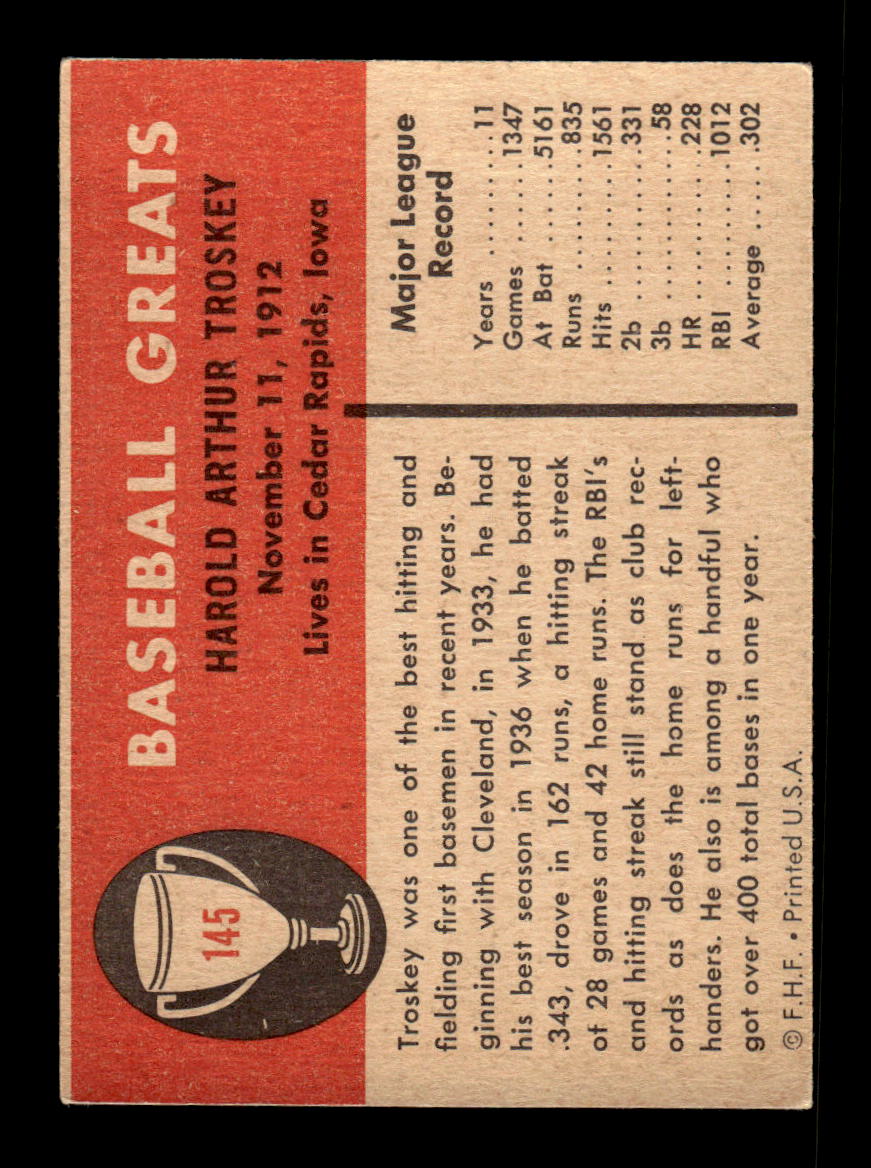 BASEBALL GREATS
HAROLD ARTHUR TROSKEY
November 11, 1912
Lives in Cedar Rapids, Iowa
145
Troskey was one of the best hitting and
fielding first basemen in recent years. Be-
ginning with Cleveland, in 1933, he had
his best season in 1936 when he batted
.343, drove in 162 runs, a hitting streak
of 28 games and 42 home runs. The RBI's
and hitting streak still stand as club rec-
ords as does the home runs for left-
handers. He also is among a handful who
got over 400 total bases in one year.
© F.H.F. • Printed U.S.A.
Major League
Record
Years ..........11
Games .......1347
At Bat .......5161
Runs .........835
Hits .........1561
2b ...........331
3b ............58
HR ...........228
RBI .........1012
Average ......302